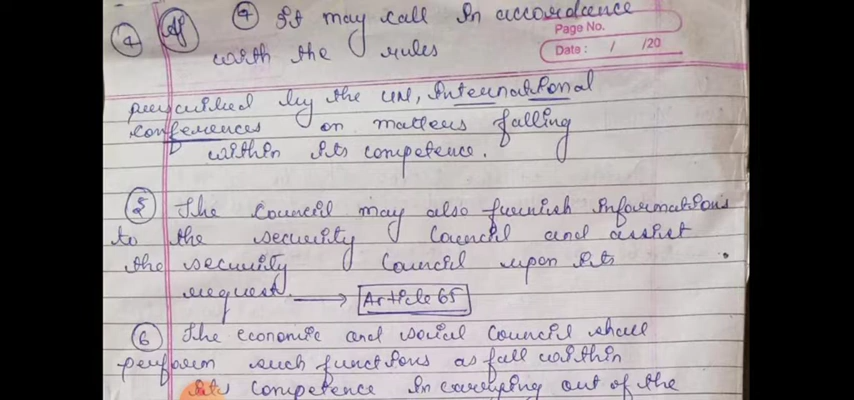 ④ It may call in accordance
with the rules
Page No.
Date : / /20
prescribed by the UN, International
conferences on matters falling
within its competence.
⑤ The Council may also furnish informations
to the security Council and assist
the security Council upon its
request. → Article 65
⑥ The economic and social Council shall
perform such functions as fall within
its competence in carrying out of the